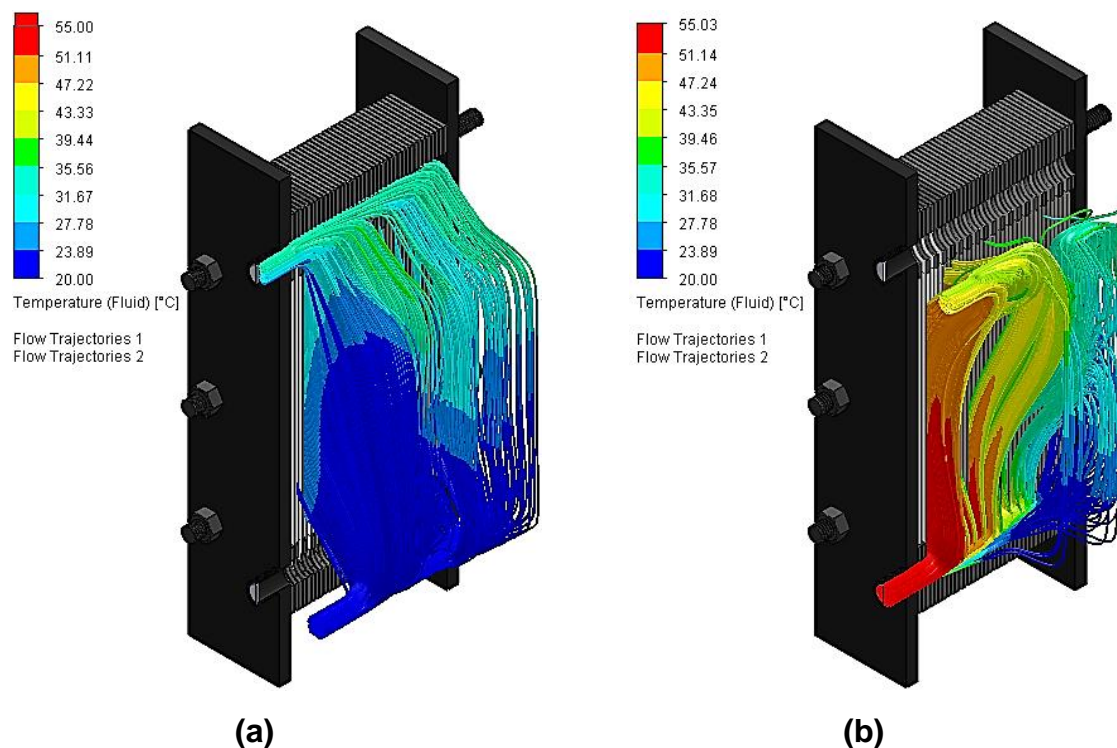 55.00
51.11
47.22
43.33
39.44
35.56
31.67
27.78
23.89
20.00
Temperature (Fluid) [°C]
Flow Trajectories 1
Flow Trajectories 2
(a)
55.03
51.14
47.24
43.35
39.46
35.57
31.68
27.78
23.89
20.00
Temperature (Fluid) [°C]
Flow Trajectories 1
Flow Trajectories 2
(b)